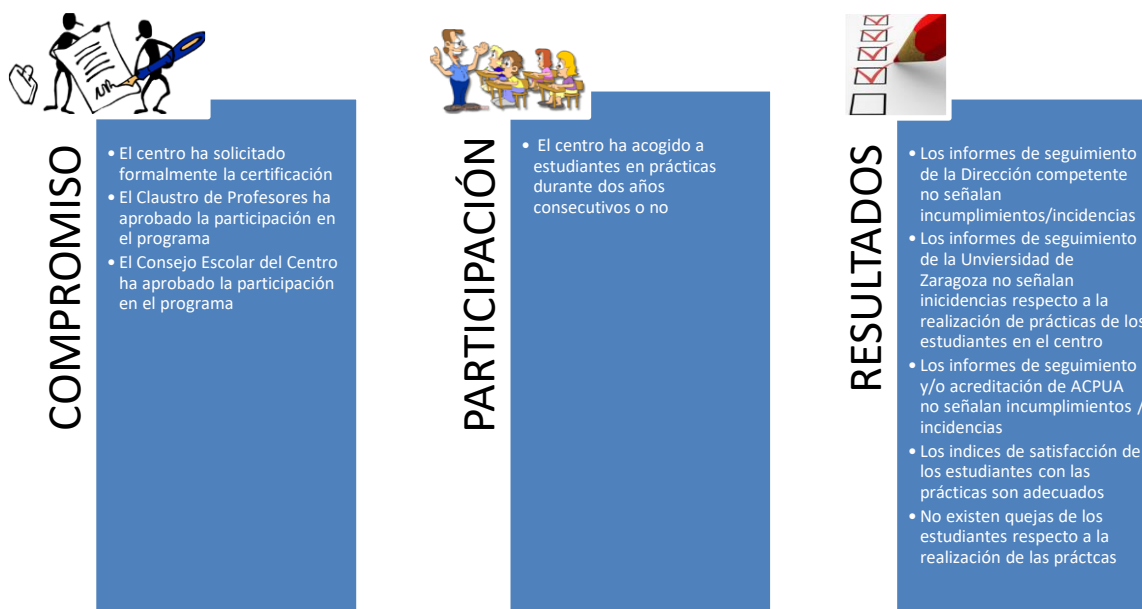 COMPROMISO
• El centro ha solicitado
formalmente la certificación
• El Claustro de Profesores ha
aprobado la participación en
el programa
• El Consejo Escolar del Centro
ha aprobado la participación
en el programa
PARTICIPACIÓN
• El centro ha acogido a
estudiantes en prácticas
durante dos años
consecutivos o no
RESULTADOS
• Los informes de seguimiento
de la Dirección competente
no señalan
incumplimientos/incidencias
• Los informes de seguimiento
de la Unviersidad de
Zaragoza no señalan
inicidencias respecto a la
realización de prácticas de los
estudiantes en el centro
• Los informes de seguimiento
y/o acreditación de ACPUA
no señalan incumplimientos /
incidencias
• Los indices de satisfacción de
los estudiantes con las
prácticas son adecuados
• No existen quejas de los
estudiantes respecto a la
realización de las práctcas